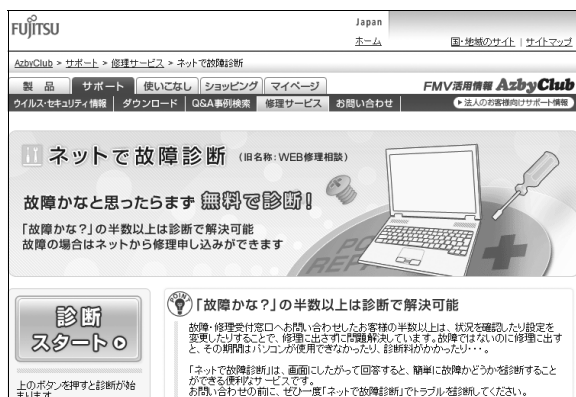 FUJITSU
Japan
ホーム
国・地域のサイト | サイトマップ
AzbyClub > サポート > 修理サービス > ネットで故障診断
製 品 サポート 使いこなし ショッピング マイページ
FMV活用情報 AzbyClub
ウイルス・セキュリティ情報 | ダウンロード | Q&A事例検索 | 修理サービス | お問い合わせ
法人のお客様向けサポート情報
ネットで故障診断 (旧名称:WEB修理相談)
故障かなと思ったらまず 無料で診断!
「故障かな?」の半数以上は診断で解決可能
故障の場合はネットから修理申し込みができます
PC
REPAIR
診断
スタート
上のボタンを押すと診断が始
まります
POINT
「故障かな?」の半数以上は診断で解決可能
故障・修理受付窓口へお問い合わせしたお客様の半数以上は、状況を確認したり設定を
変更したりすることで、修理に出さずに問題解決しています。故障ではないのに修理に出す
と、その期間はパソコンが使用できなかったり、診断料がかかったり・・・。
「ネットで故障診断」は、画面にしたがって回答すると、簡単に故障かどうかを診断すること
ができる便利なサービスです。
お問い合わせの前に、ぜひ一度「ネットで故障診断」でトラブルを診断してください。